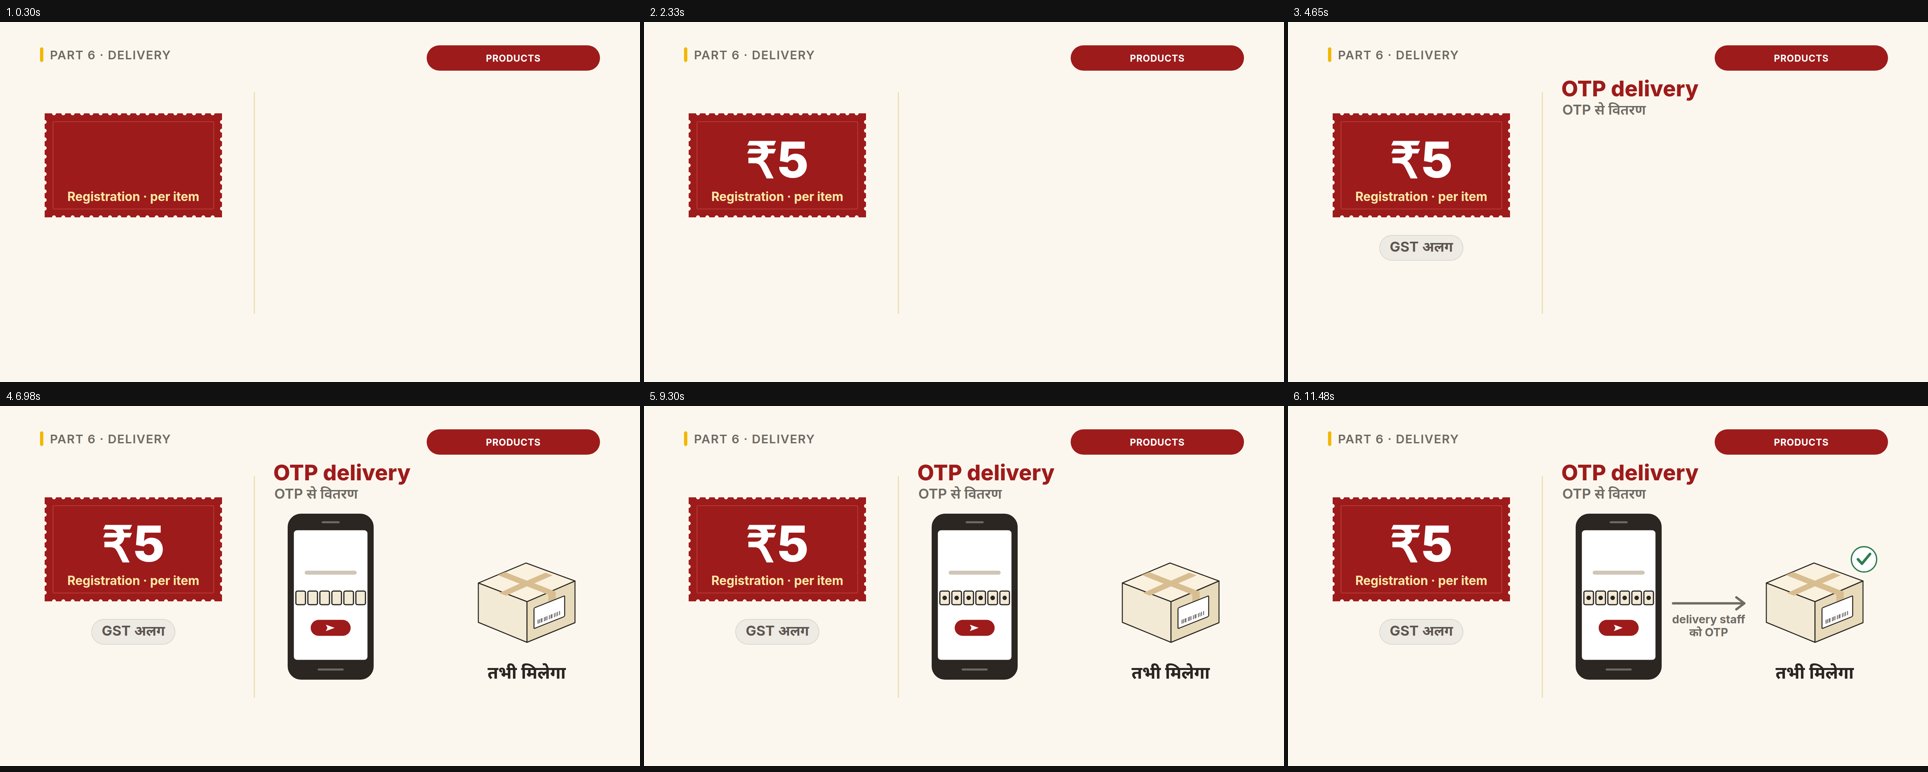 1. 0.30s
PART 6 · DELIVERY
PRODUCTS
Registration · per item
2. 2.33s
PART 6 · DELIVERY
PRODUCTS
₹5
Registration · per item
3. 4.65s
PART 6 · DELIVERY
PRODUCTS
OTP delivery
OTP से वितरण
₹5
Registration · per item
GST अलग
4. 6.98s
PART 6 · DELIVERY
PRODUCTS
OTP delivery
OTP से वितरण
₹5
Registration · per item
GST अलग
तभी मिलेगा
5. 9.30s
PART 6 · DELIVERY
PRODUCTS
OTP delivery
OTP से वितरण
₹5
Registration · per item
GST अलग
तभी मिलेगा
6. 11.48s
PART 6 · DELIVERY
PRODUCTS
OTP delivery
OTP से वितरण
₹5
Registration · per item
GST अलग
delivery staff
को OTP
तभी मिलेगा